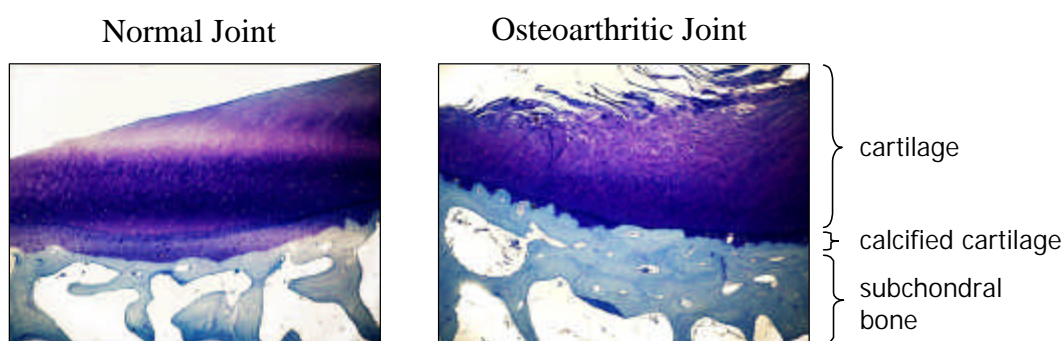 Normal Joint
Osteoarthritic Joint
cartilage
calcified cartilage
subchondral
bone